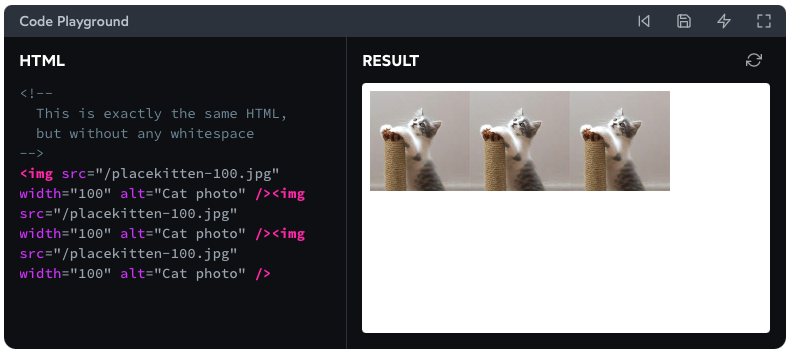 Code Playground
HTML
<!--
This is exactly the same HTML,
but without any whitespace
-->
<img src="/placekitten-100.jpg"
width="100" alt="Cat photo" /><img
src="/placekitten-100.jpg"
width="100" alt="Cat photo" /><img
src="/placekitten-100.jpg"
width="100" alt="Cat photo" />
RESULT